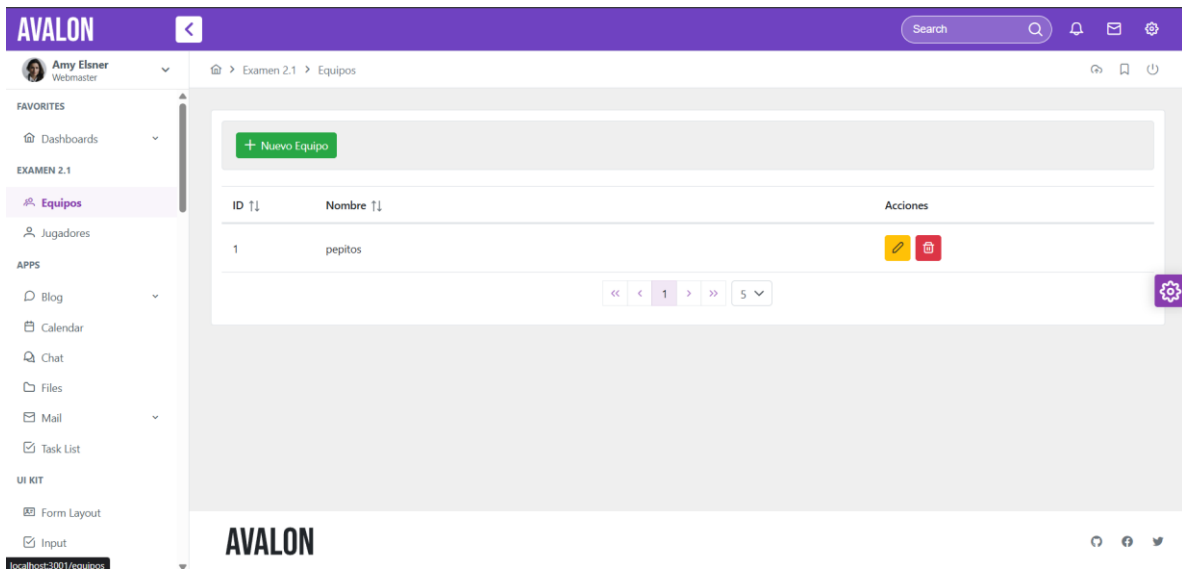 AVALON
Search
Amy Elsner
Webmaster
Examen 2.1 > Equipos
FAVORITES
Dashboards
EXAMEN 2.1
Equipos
Jugadores
APPS
Blog
Calendar
Chat
Files
Mail
Task List
UI KIT
Form Layout
Input
localhost:3001/equipos
+ Nuevo Equipo
ID Nombre Acciones
1 pepitos
<< < 1 > >> 5
AVALON